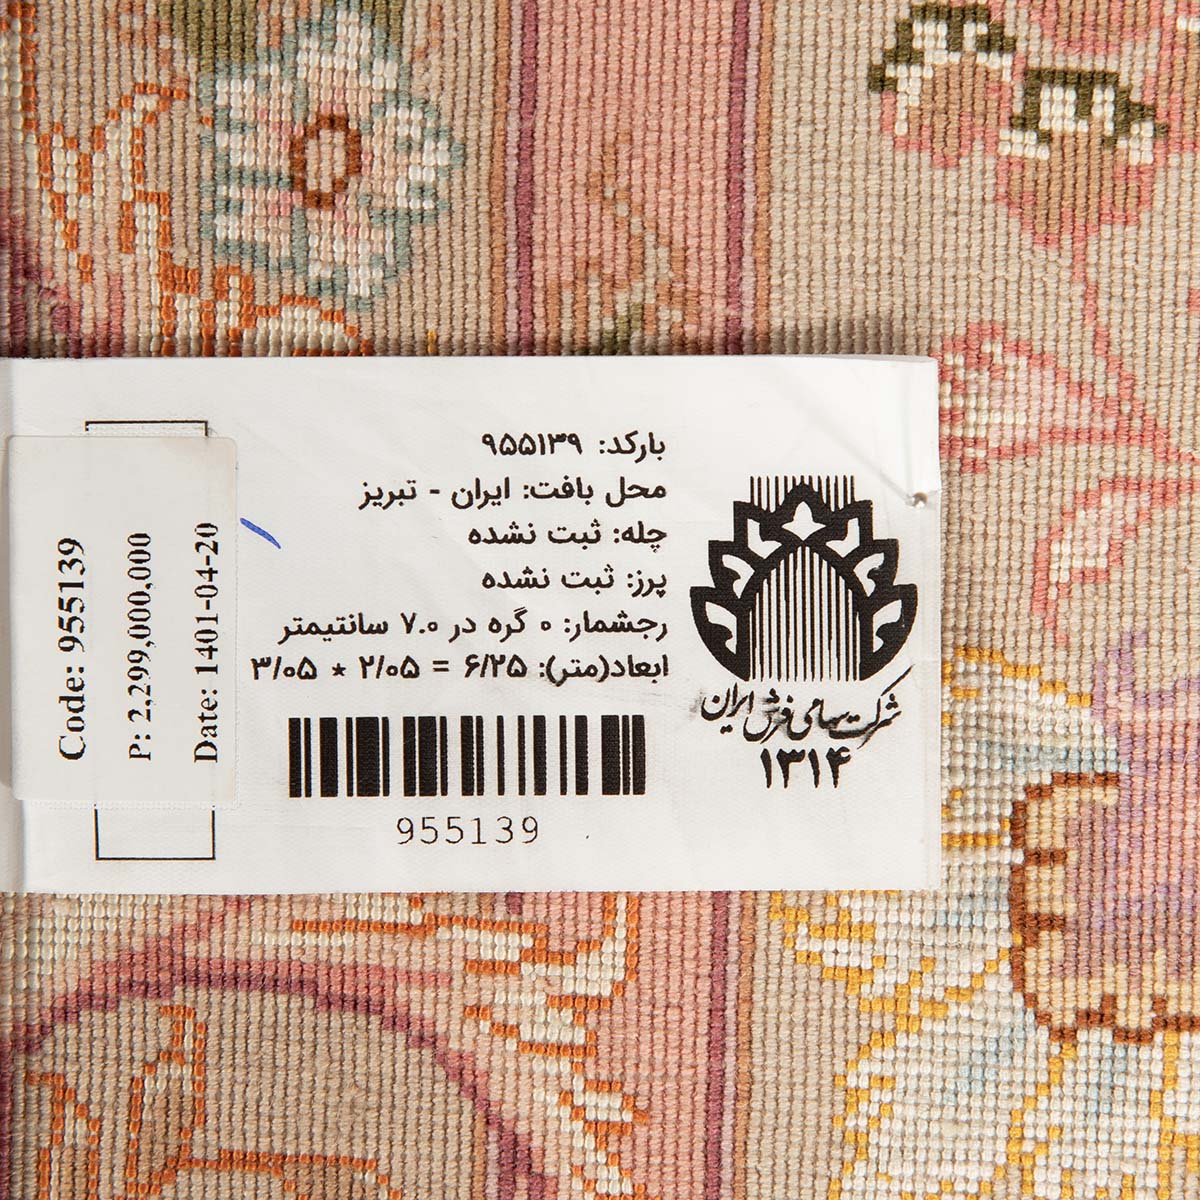 بارکد: ۹۵۵۱۳۹
محل بافت: ایران - تبریز
چله: ثبت نشده
پرز: ثبت نشده
رجشمار: ۰ گره در ۷.۰ سانتیمتر
ابعاد(متر): ۶/۲۵ = ۲/۰۵ * ۳/۰۵
955139
شرکت سهامی فرش ایران
۱۳۱۴
Code: 955139
P: 2,299,000,000
Date: 1401-04-20